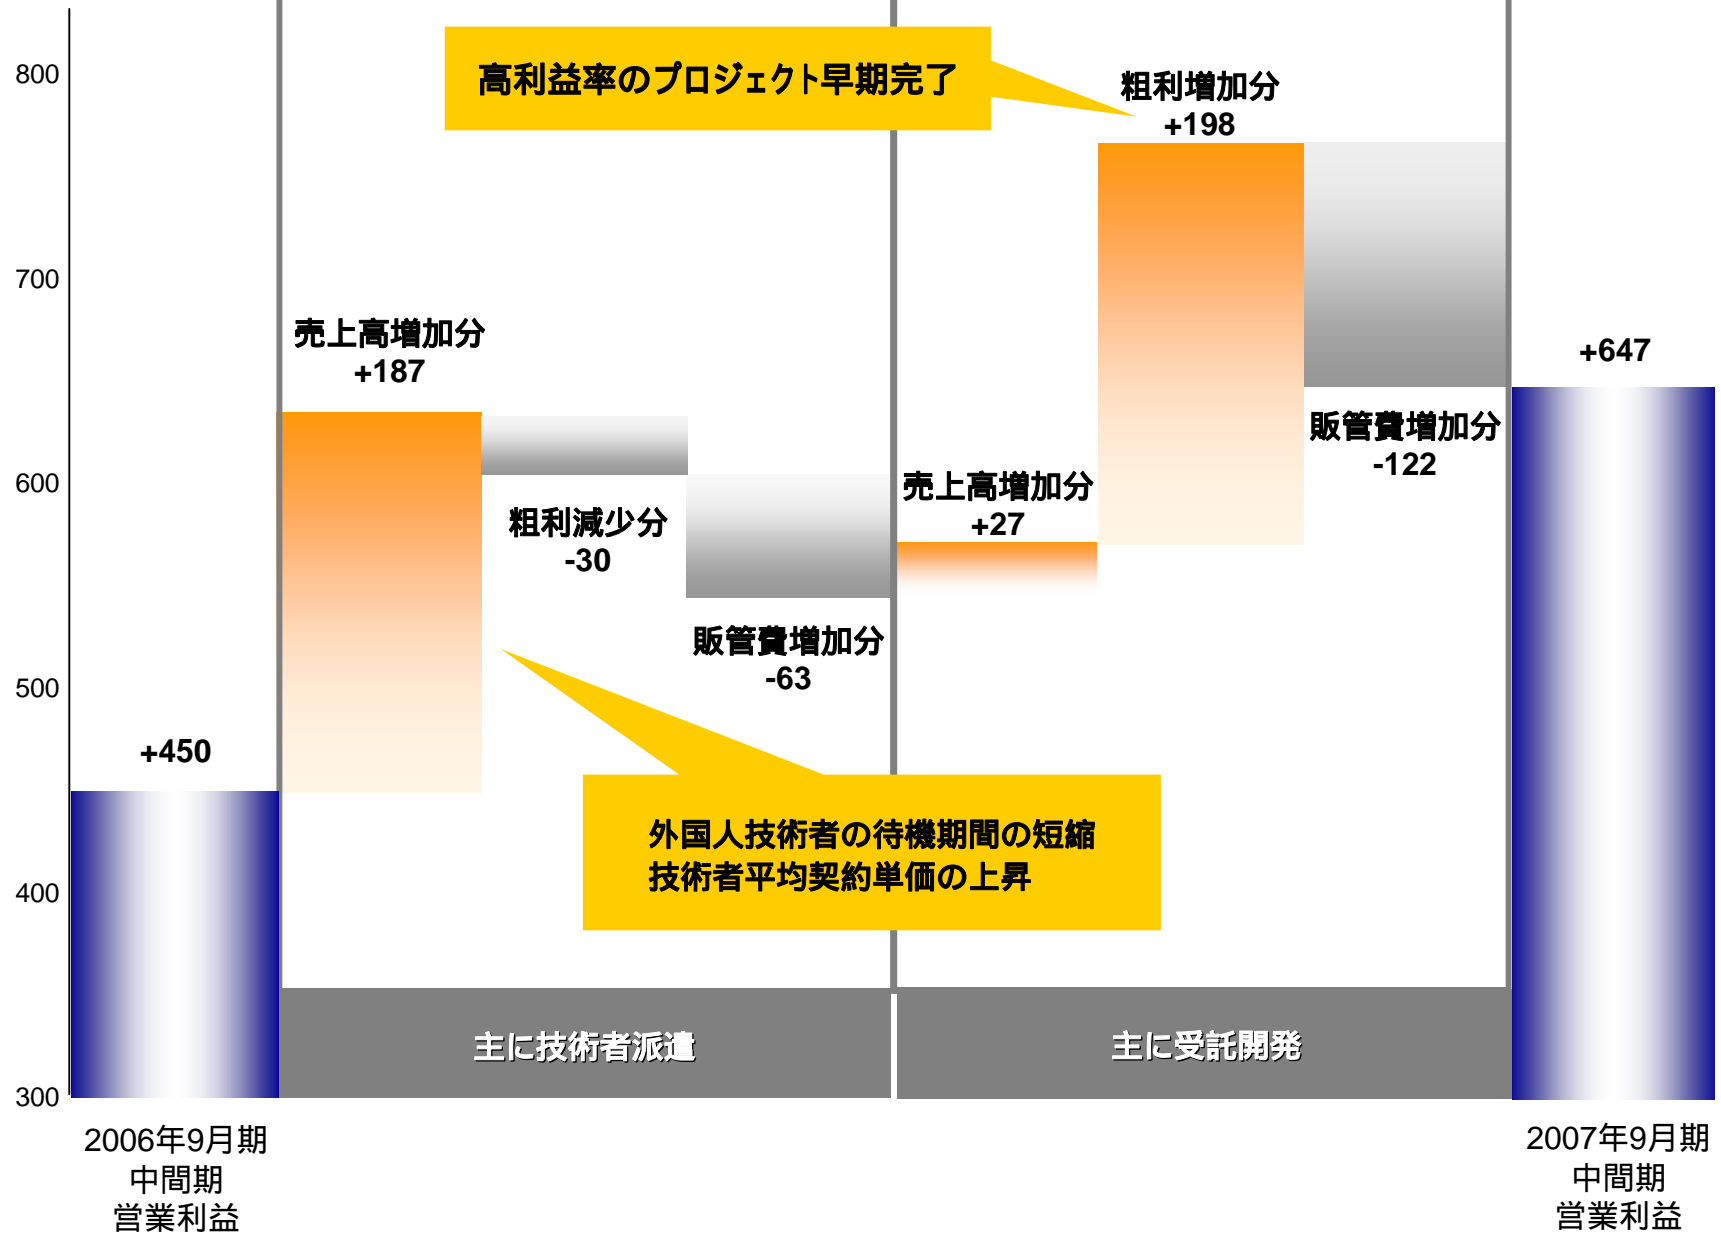 800
700
600
500
400
300
高利益率のプロジェクト早期完了
粗利増加分
+198
売上高増加分
+187
粗利減少分
-30
販管費増加分
-63
売上高増加分
+27
販管費増加分
-122
+450
+647
外国人技術者の待機期間の短縮
技術者平均契約単価の上昇
主に技術者派遣
主に受託開発
2006年9月期
中間期
営業利益
2007年9月期
中間期
営業利益